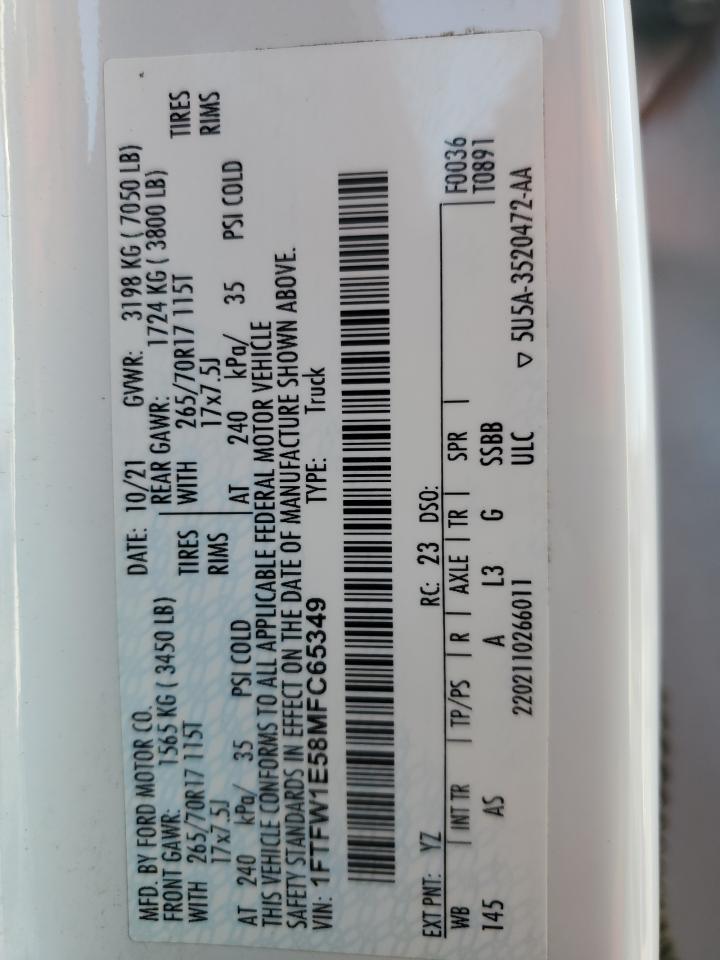 MFD. BY FORD MOTOR CO. DATE: 10/21 GVWR: 3198 KG ( 7050 LB)
FRONT GAWR: 1565 KG ( 3450 LB) REAR GAWR: 1724 KG ( 3800 LB)
WITH 265/70R17 115T TIRES WITH 265/70R17 115T TIRES
17x7.5J RIMS 17x7.5J RIMS
AT 240 kPa/ 35 PSI COLD AT 240 kPa/ 35 PSI COLD
THIS VEHICLE CONFORMS TO ALL APPLICABLE FEDERAL MOTOR VEHICLE
SAFETY STANDARDS IN EFFECT ON THE DATE OF MANUFACTURE SHOWN ABOVE.
VIN: 1FTFW1E58MFC65349 TYPE: Truck
EXT PNT: YZ RC: 23 DSO:
WB INT TR TP/PS R AXLE TR SPR F0036
145 AS A L3 G SSBB T0891
2202110266011 ULC ▽ 5U5A-3520472-AA